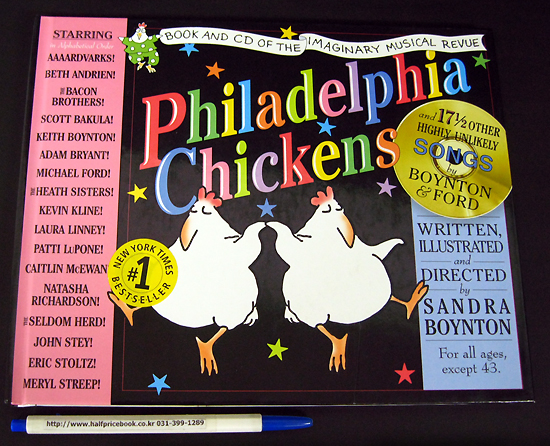 BOOK AND CD OF THE IMAGINARY MUSICAL REVUE
Philadelphia
Chickens
STARRING
in Alphabetical Order
AAAARDVARKS!
BETH ANDRIEN!
THE BACON
BROTHERS!
SCOTT BAKULA!
KEITH BOYNTON!
ADAM BRYANT!
MICHAEL FORD!
THE HEATH SISTERS!
KEVIN KLINE!
LAURA LINNEY!
PATTI LuPONE!
CAITLIN McEWAN!
NATASHA
RICHARDSON!
THE SELDOM HERD!
JOHN STEY!
ERIC STOLTZ!
MERYL STREEP!
NEW YORK TIMES
#1
BESTSELLER
and 17½ OTHER
HIGHLY UNLIKELY
SONGS
by
BOYNTON
& FORD
WRITTEN,
ILLUSTRATED
and
DIRECTED
by
SANDRA
BOYNTON
For all ages,
except 43.
http://www.halfpricebook.co.kr 031-399-1289